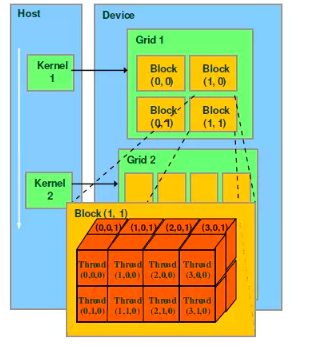 Host
Device
Grid 1
Kernel
1
Block
(0, 0)
Block
(1, 0)
Block
(0, 1)
Block
(1, 1)
Grid 2
Kernel
2
Block (1, 1)
(0,0,1) (1,0,1) (2,0,1) (3,0,1)
Thread Thread Thread Thread
(0,0,0) (1,0,0) (2,0,0) (3,0,0)
Thread Thread Thread Thread
(0,1,0) (1,1,0) (2,1,0) (3,1,0)